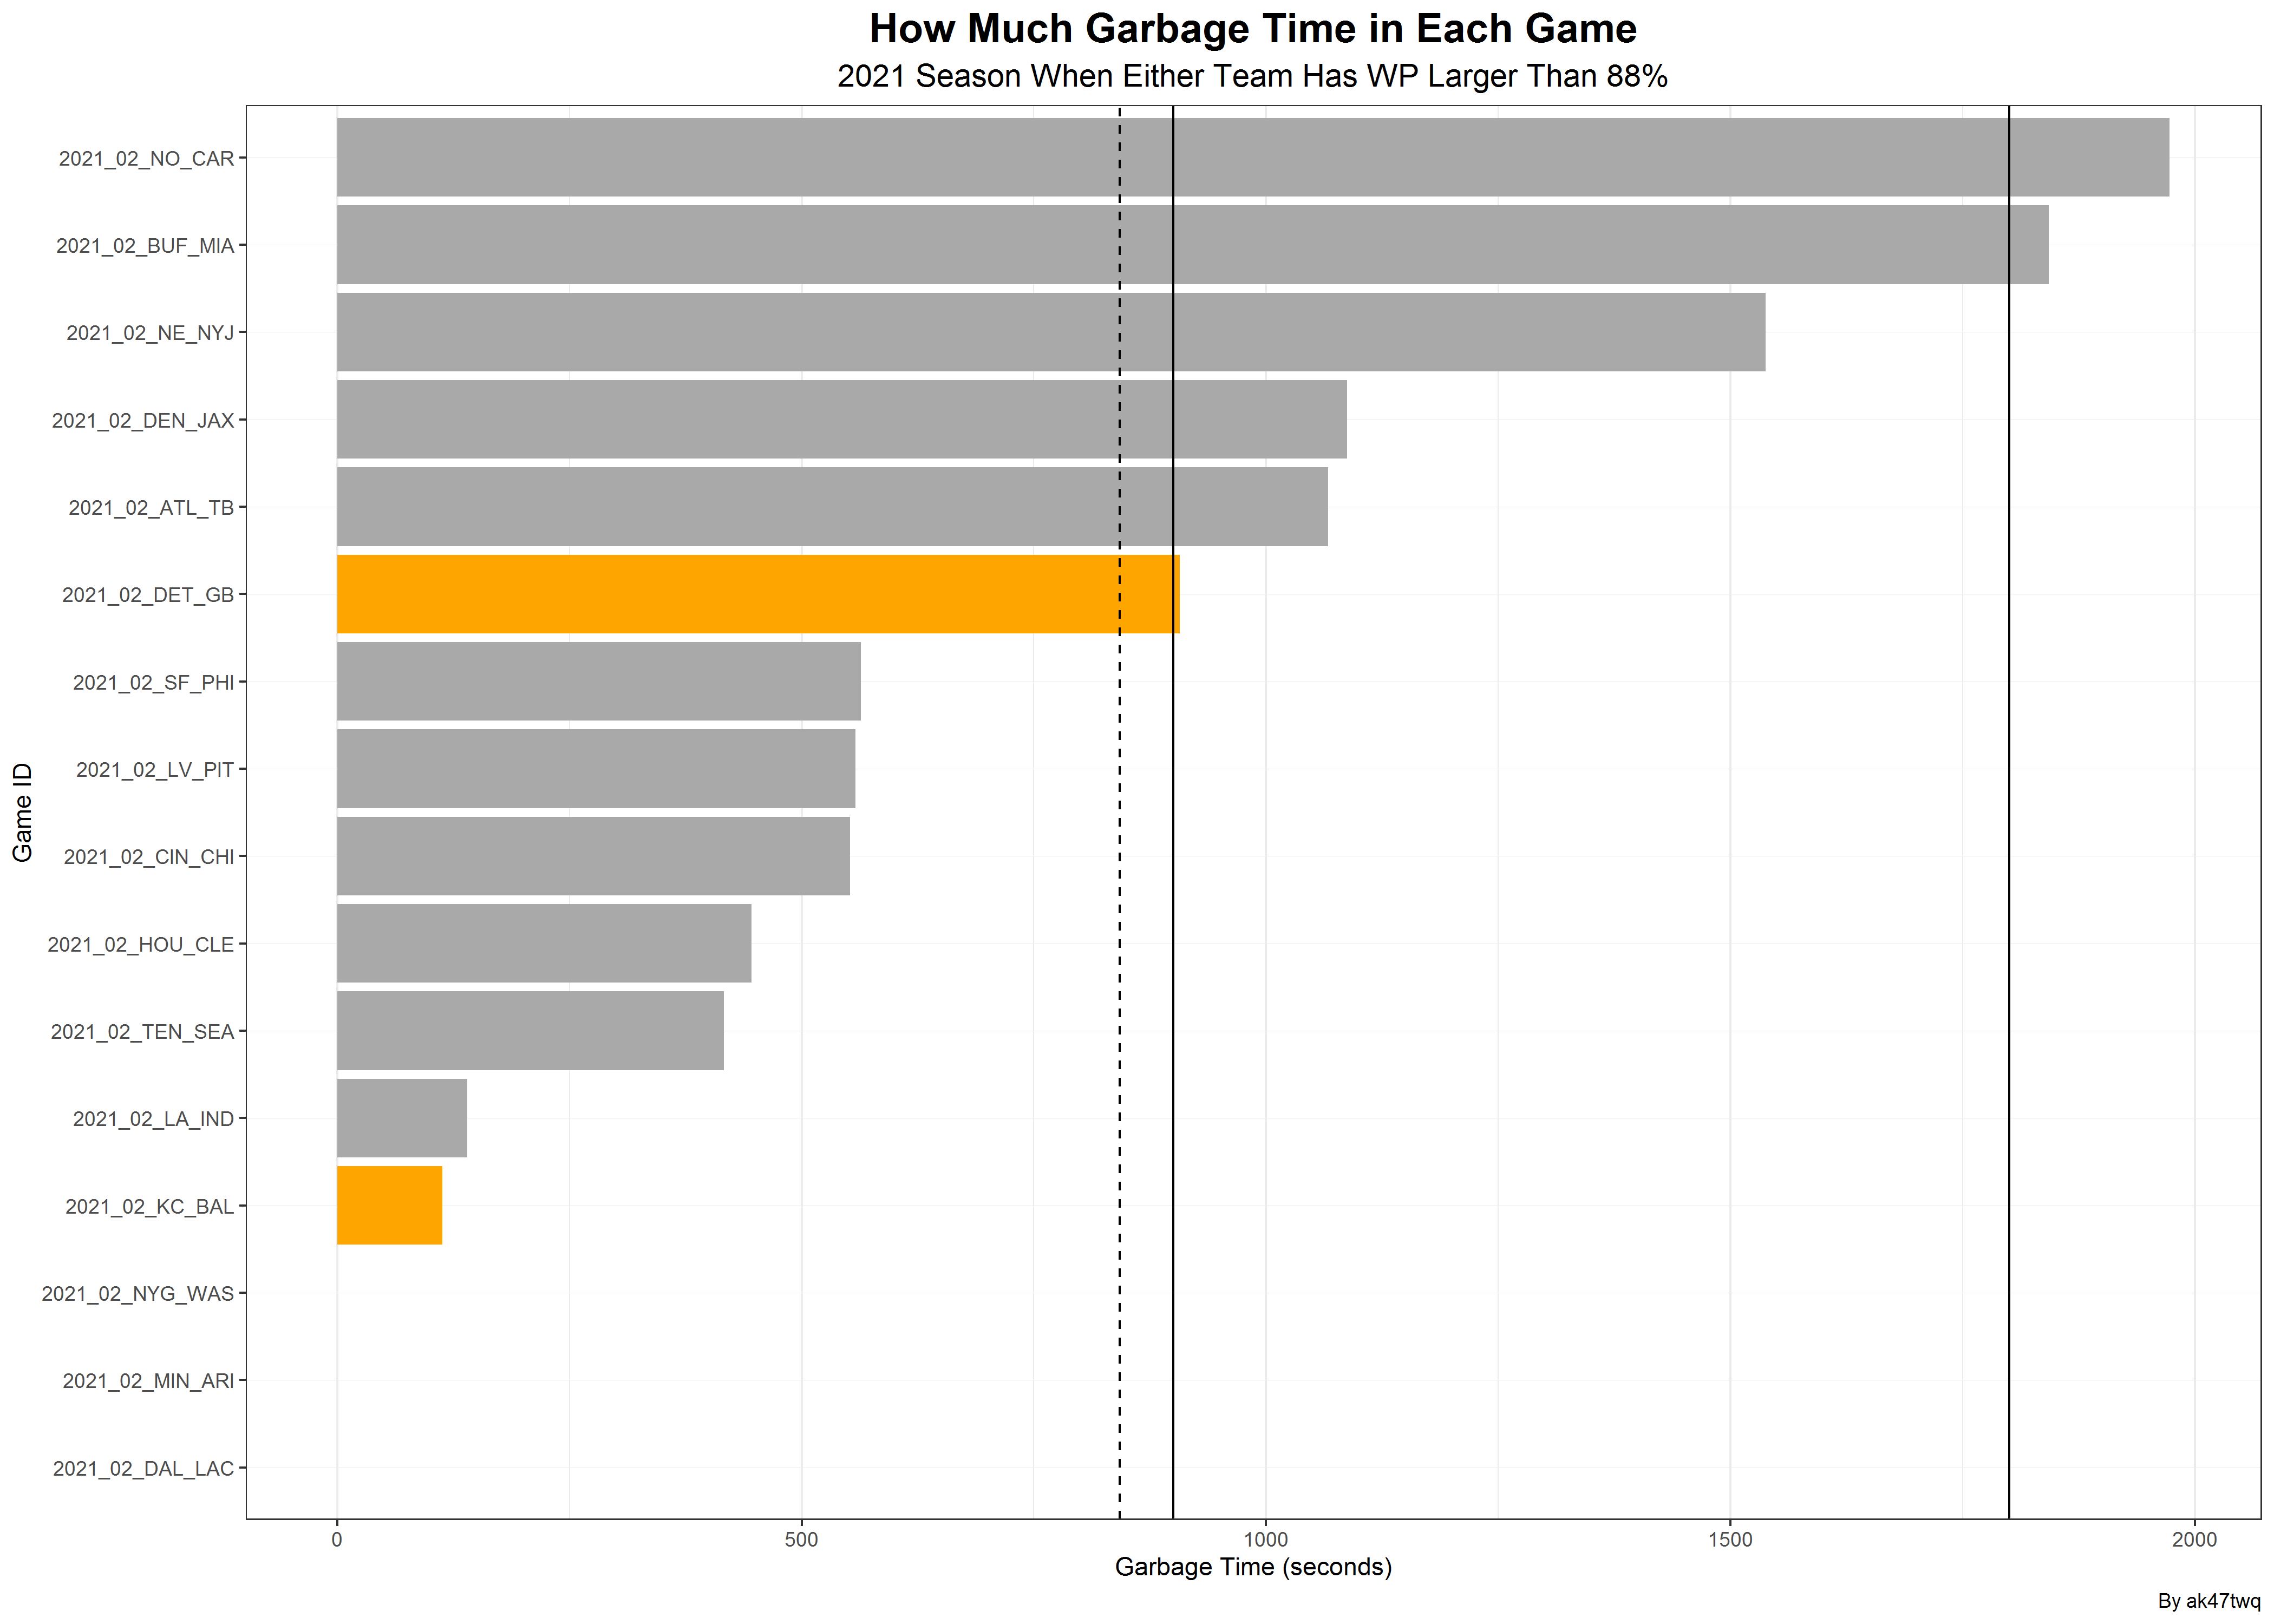 How Much Garbage Time in Each Game
2021 Season When Either Team Has WP Larger Than 88%
Game ID
2021_02_NO_CAR
2021_02_BUF_MIA
2021_02_NE_NYJ
2021_02_DEN_JAX
2021_02_ATL_TB
2021_02_DET_GB
2021_02_SF_PHI
2021_02_LV_PIT
2021_02_CIN_CHI
2021_02_HOU_CLE
2021_02_TEN_SEA
2021_02_LA_IND
2021_02_KC_BAL
2021_02_NYG_WAS
2021_02_MIN_ARI
2021_02_DAL_LAC
0 500 1000 1500 2000
Garbage Time (seconds)
By ak47twq